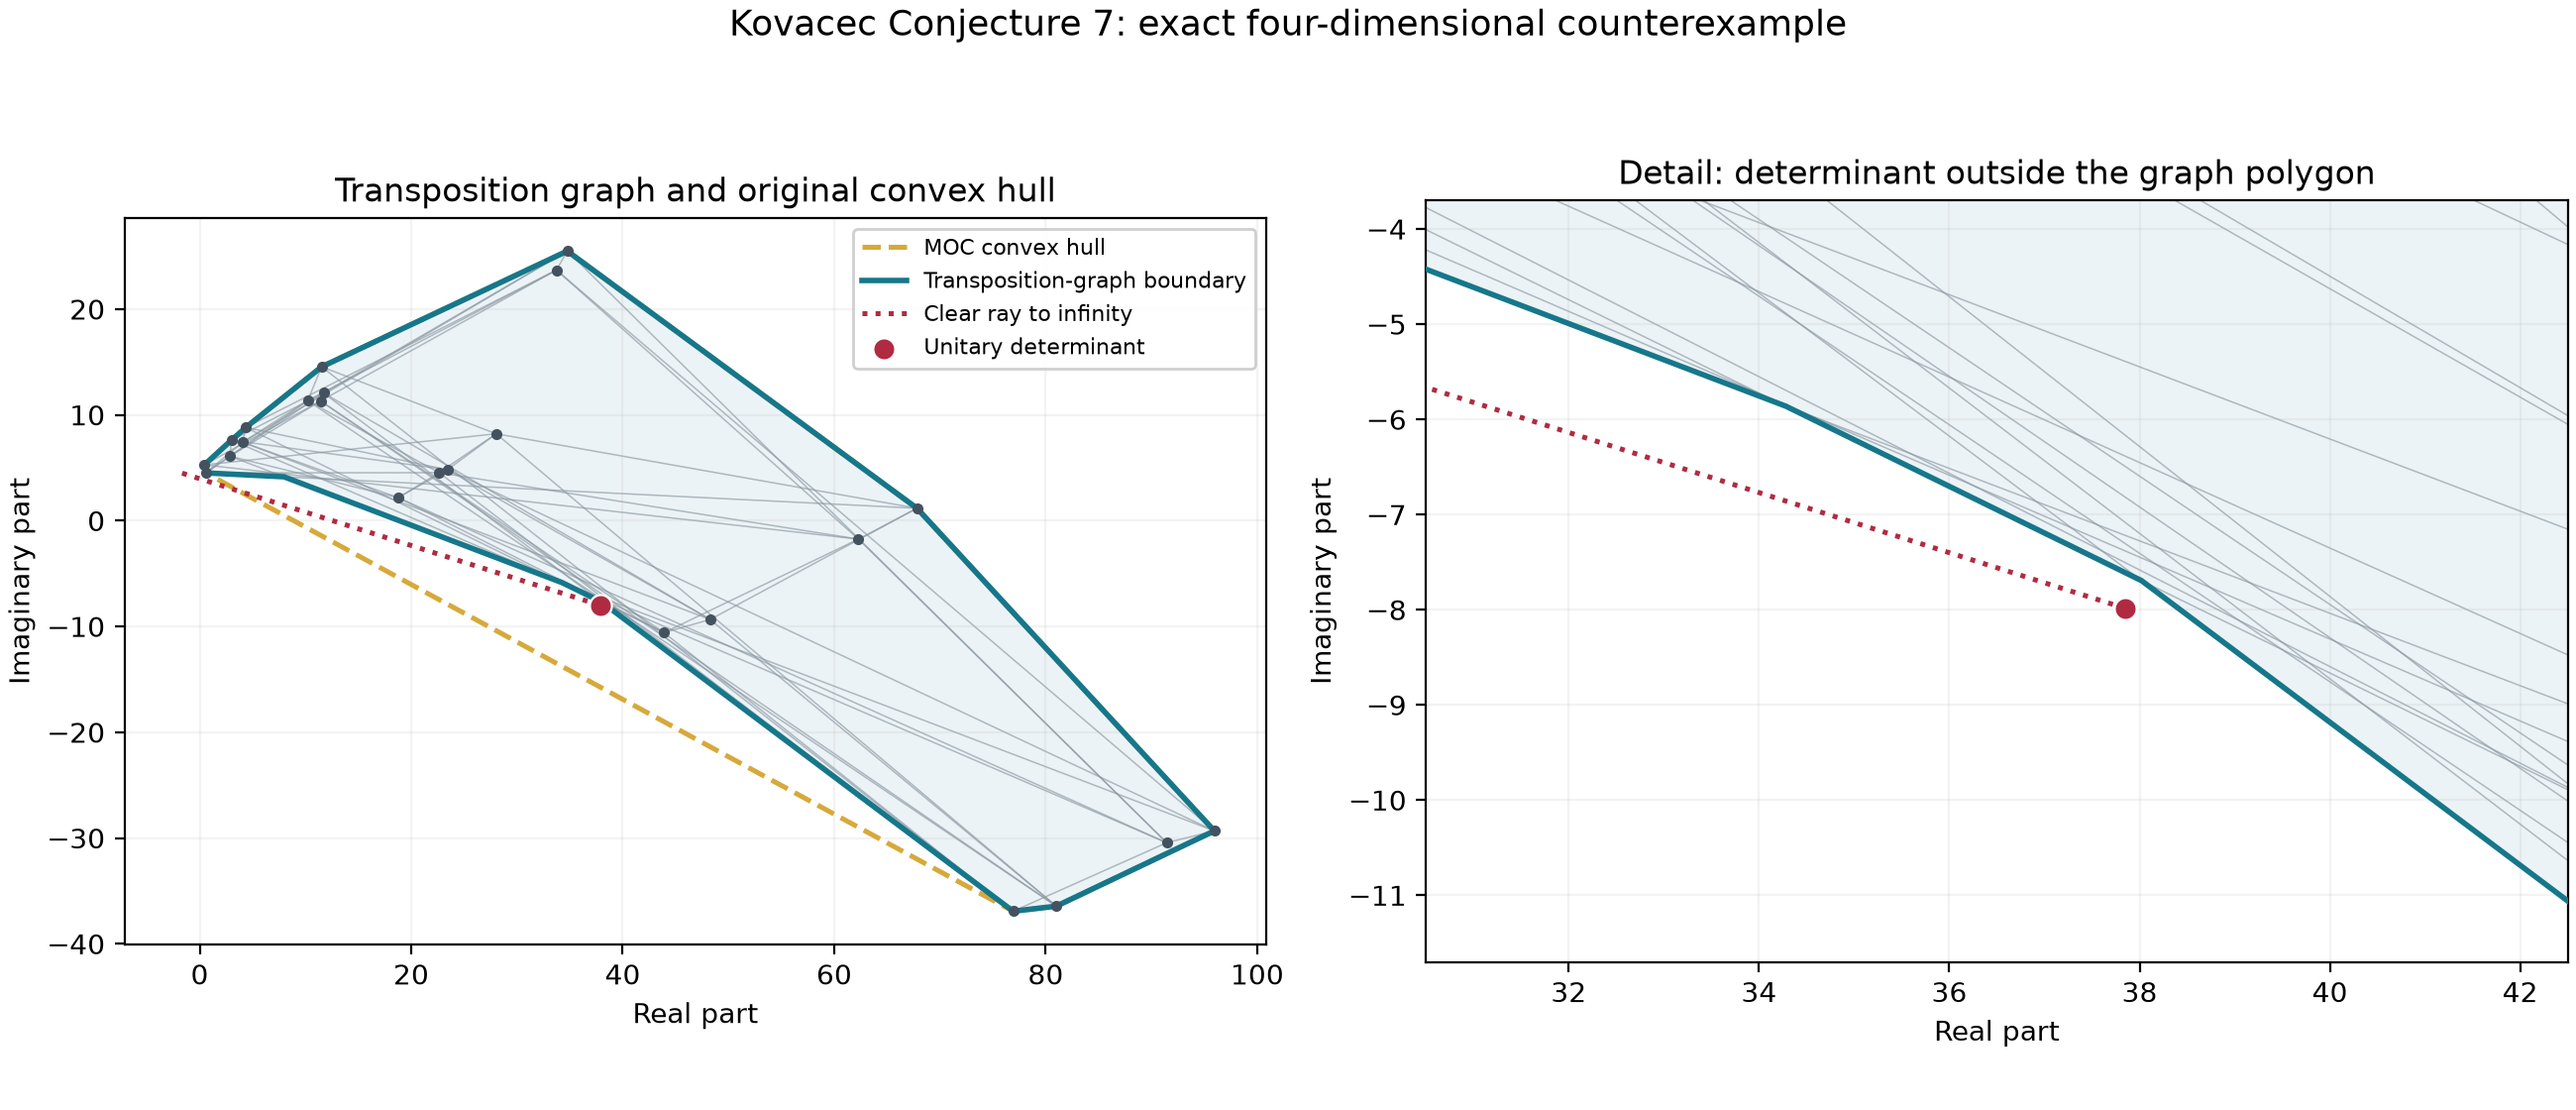 Kovacec Conjecture 7: exact four-dimensional counterexample
Transposition graph and original convex hull
MOC convex hull
Transposition-graph boundary
Clear ray to infinity
Unitary determinant
20
10
0
−10
−20
−30
−40
0
20
40
60
80
100
Real part
Imaginary part
Detail: determinant outside the graph polygon
−4
−5
−6
−7
−8
−9
−10
−11
32
34
36
38
40
42
Real part
Imaginary part